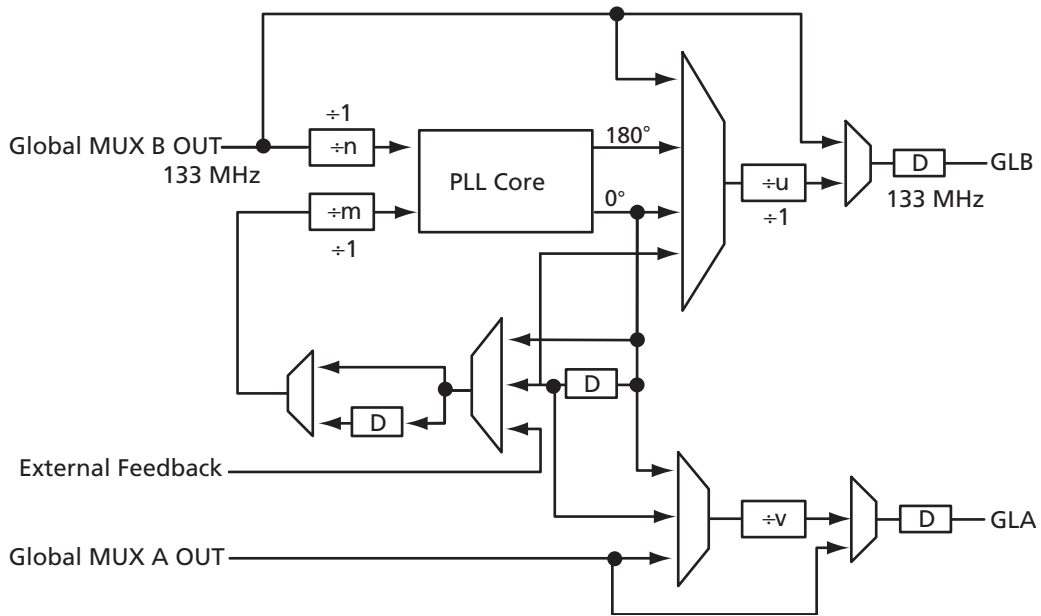 ÷1
Global MUX B OUT
÷n
180°
133 MHz
PLL Core
÷u
D
GLB
133 MHz
÷m
0°
÷1
÷1
D
D
External Feedback
÷v
D
GLA
Global MUX A OUT